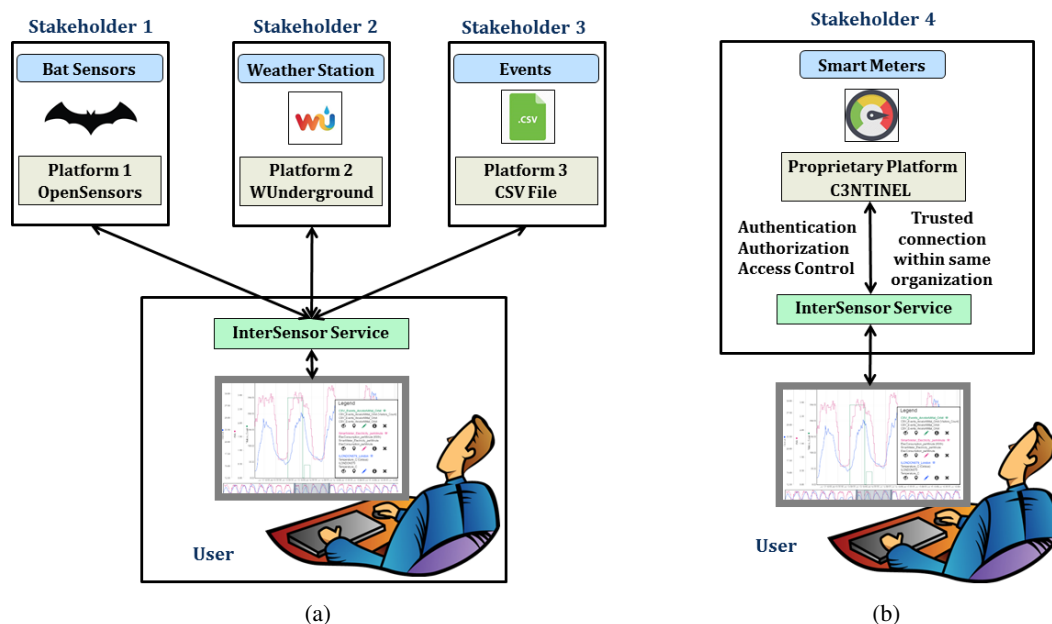 Stakeholder 1
Bat Sensors
Platform 1
OpenSensors
Stakeholder 2
Weather Station
wu
Platform 2
WUnderground
Stakeholder 3
Events
.CSV
Platform 3
CSV File
InterSensor Service
Legend
User
(a)
Stakeholder 4
Smart Meters
Proprietary Platform
C3NTINEL
Authentication
Authorization
Access Control
Trusted
connection
within same
organization
InterSensor Service
Legend
User
(b)